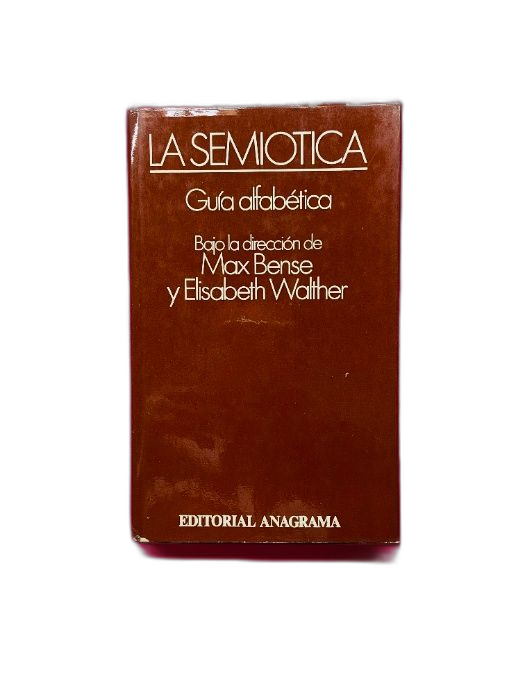 LA SEMIOTICA
Guía alfabética
Bajo la dirección de
Max Bense
y Elisabeth Walther
EDITORIAL ANAGRAMA